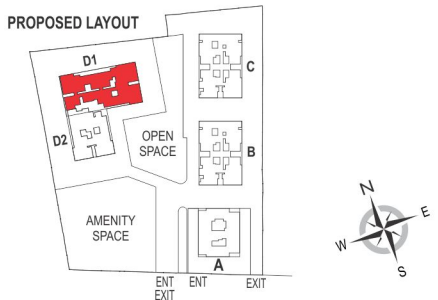 PROPOSED LAYOUT
D1
C
D2
OPEN
SPACE
B
N
E
W
S
AMENITY
SPACE
A
ENT
EXIT
ENT
EXIT